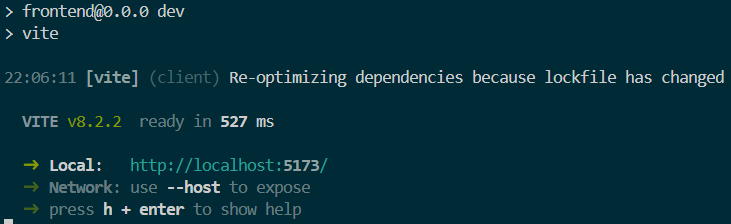 > frontend@0.0.0 dev
> vite
22:06:11 [vite] (client) Re-optimizing dependencies because lockfile has changed
VITE v8.2.2  ready in 527 ms
➜ Local:   http://localhost:5173/
➜ Network: use --host to expose
➜ press h + enter to show help